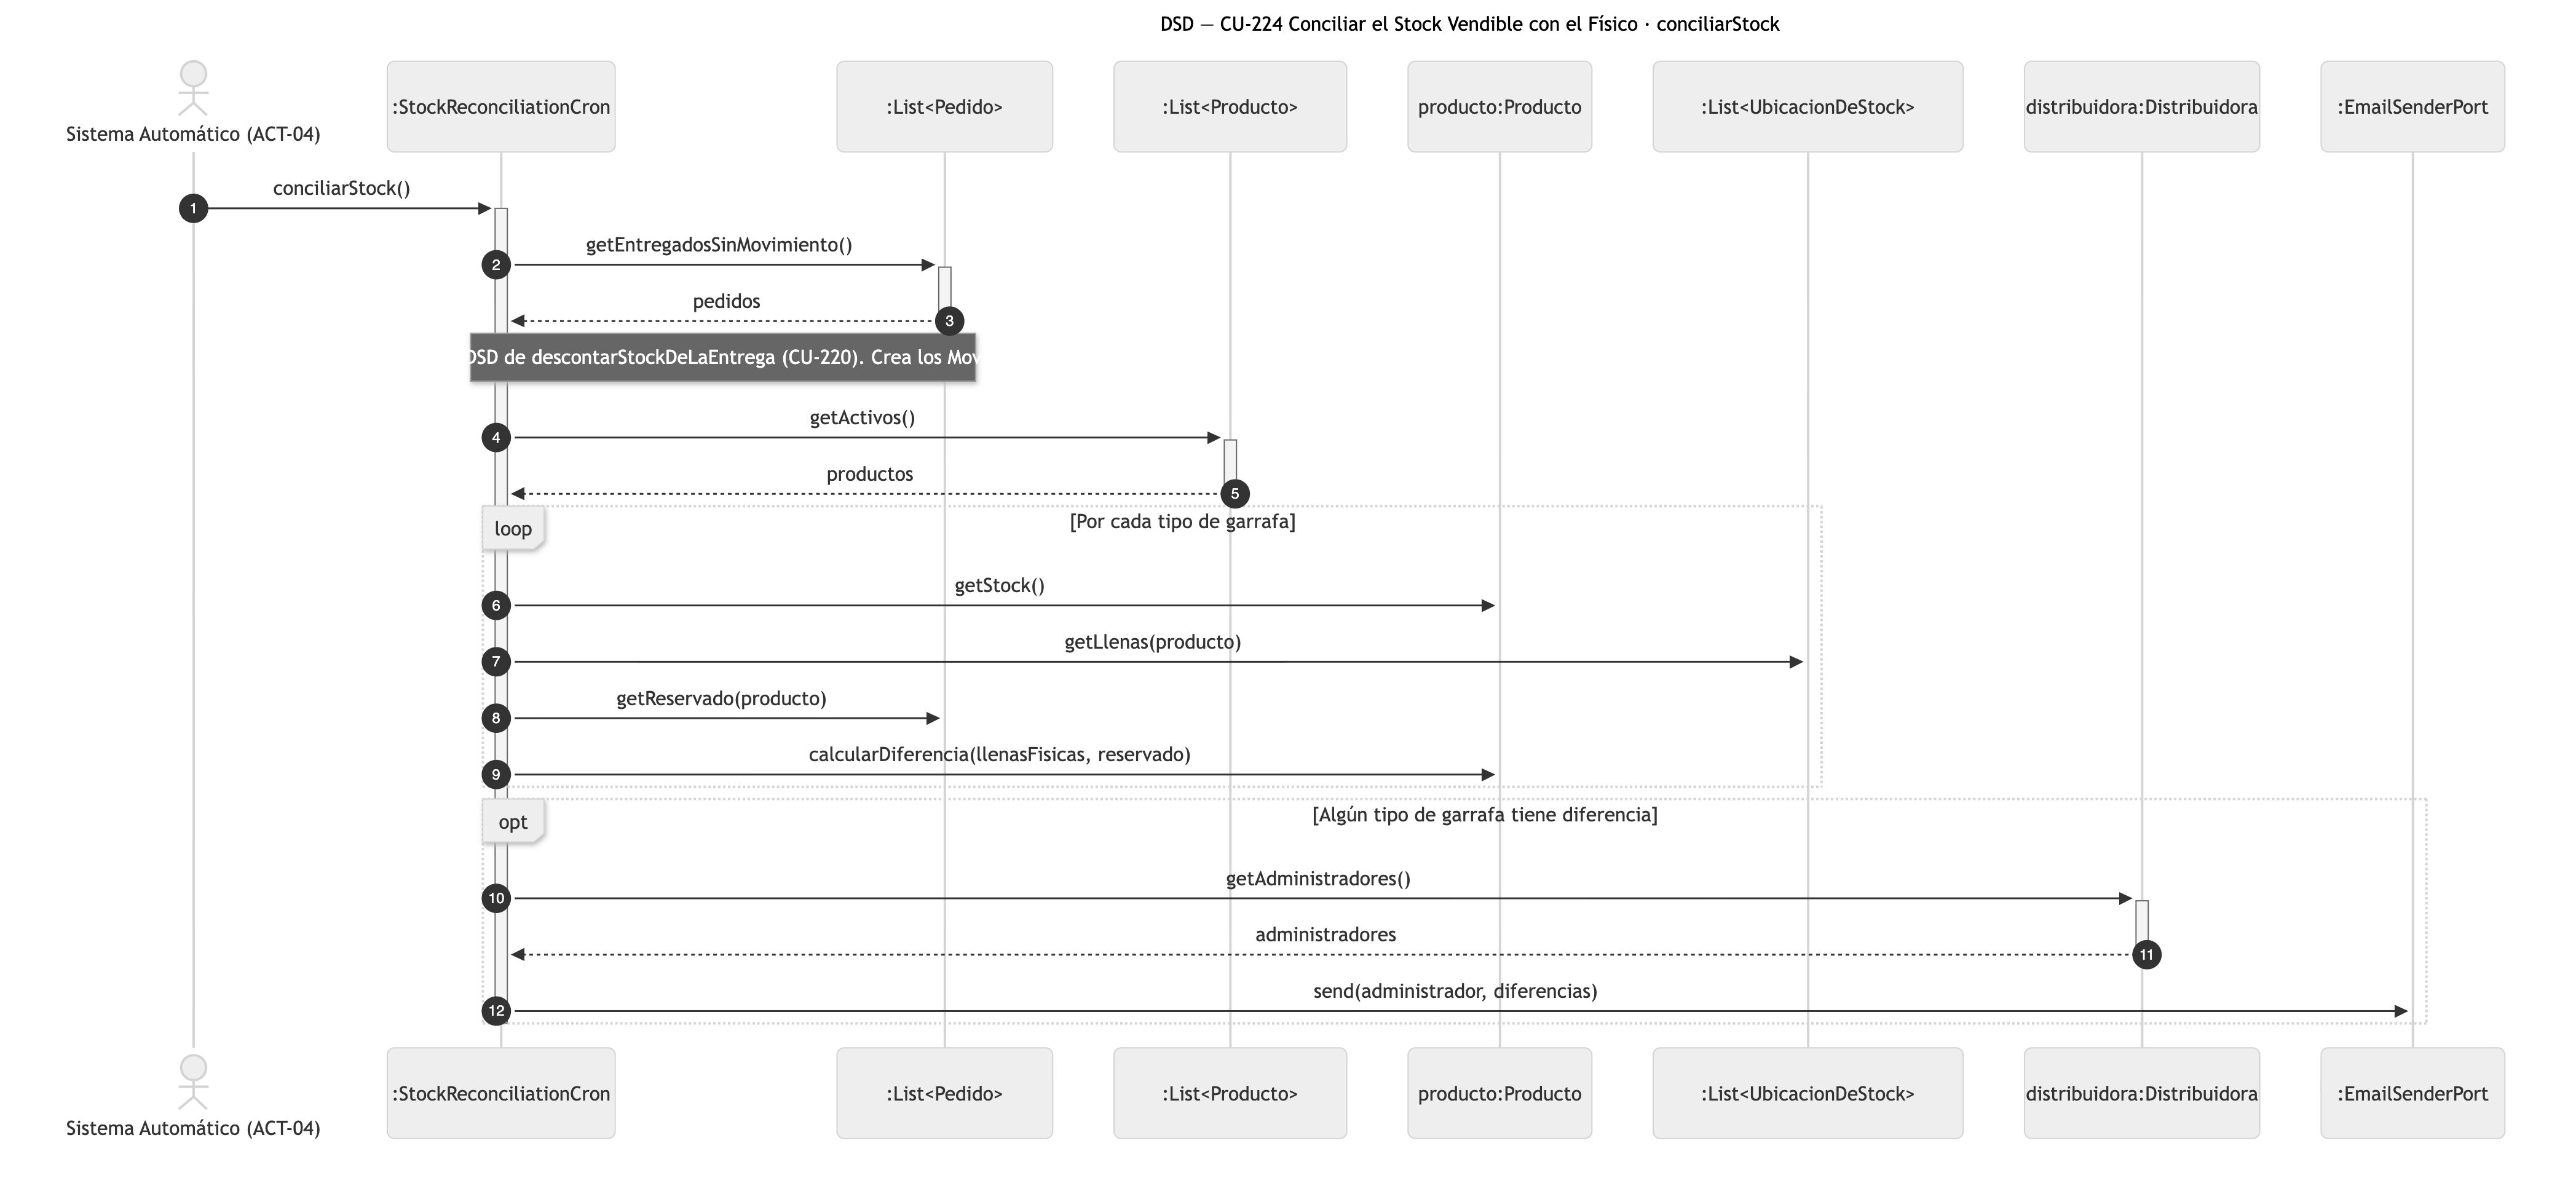 DSD — CU-224 Conciliar el Stock Vendible con el Físico · conciliarStock
Sistema Automático (ACT-04)
:StockReconciliationCron
:List<Pedido>
:List<Producto>
producto:Producto
:List<UbicacionDeStock>
distribuidora:Distribuidora
:EmailSenderPort
conciliarStock()
1
getEntregadosSinMovimiento()
2
pedidos
3
DSD de descontarStockDeLaEntrega (CU-220). Crea los Mov
getActivos()
4
productos
5
loop
[Por cada tipo de garrafa]
getStock()
6
getLlenas(producto)
7
getReservado(producto)
8
calcularDiferencia(llenasFisicas, reservado)
9
opt
[Algún tipo de garrafa tiene diferencia]
getAdministradores()
10
administradores
11
send(administrador, diferencias)
12
Sistema Automático (ACT-04)
:StockReconciliationCron
:List<Pedido>
:List<Producto>
producto:Producto
:List<UbicacionDeStock>
distribuidora:Distribuidora
:EmailSenderPort